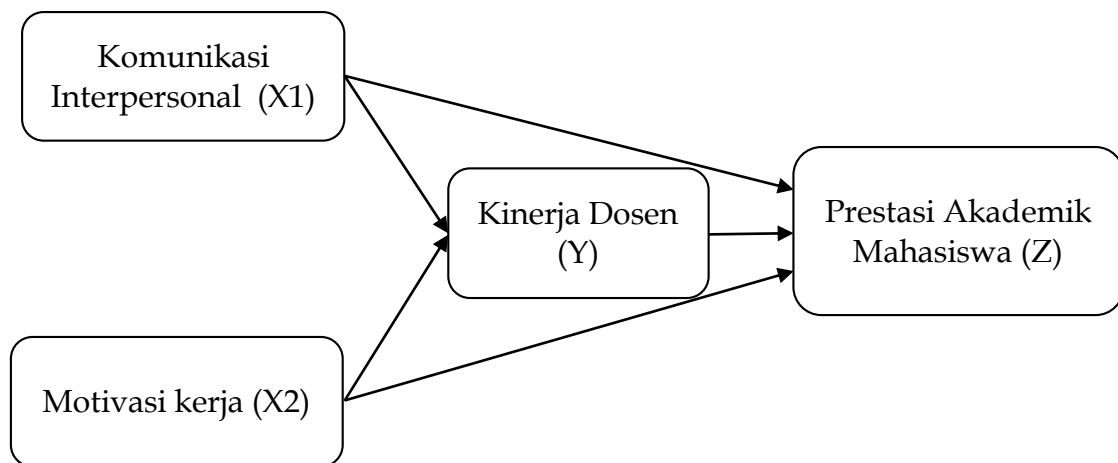 Komunikasi
Interpersonal (X1)
Kinerja Dosen
(Y)
Prestasi Akademik
Mahasiswa (Z)
Motivasi kerja (X2)